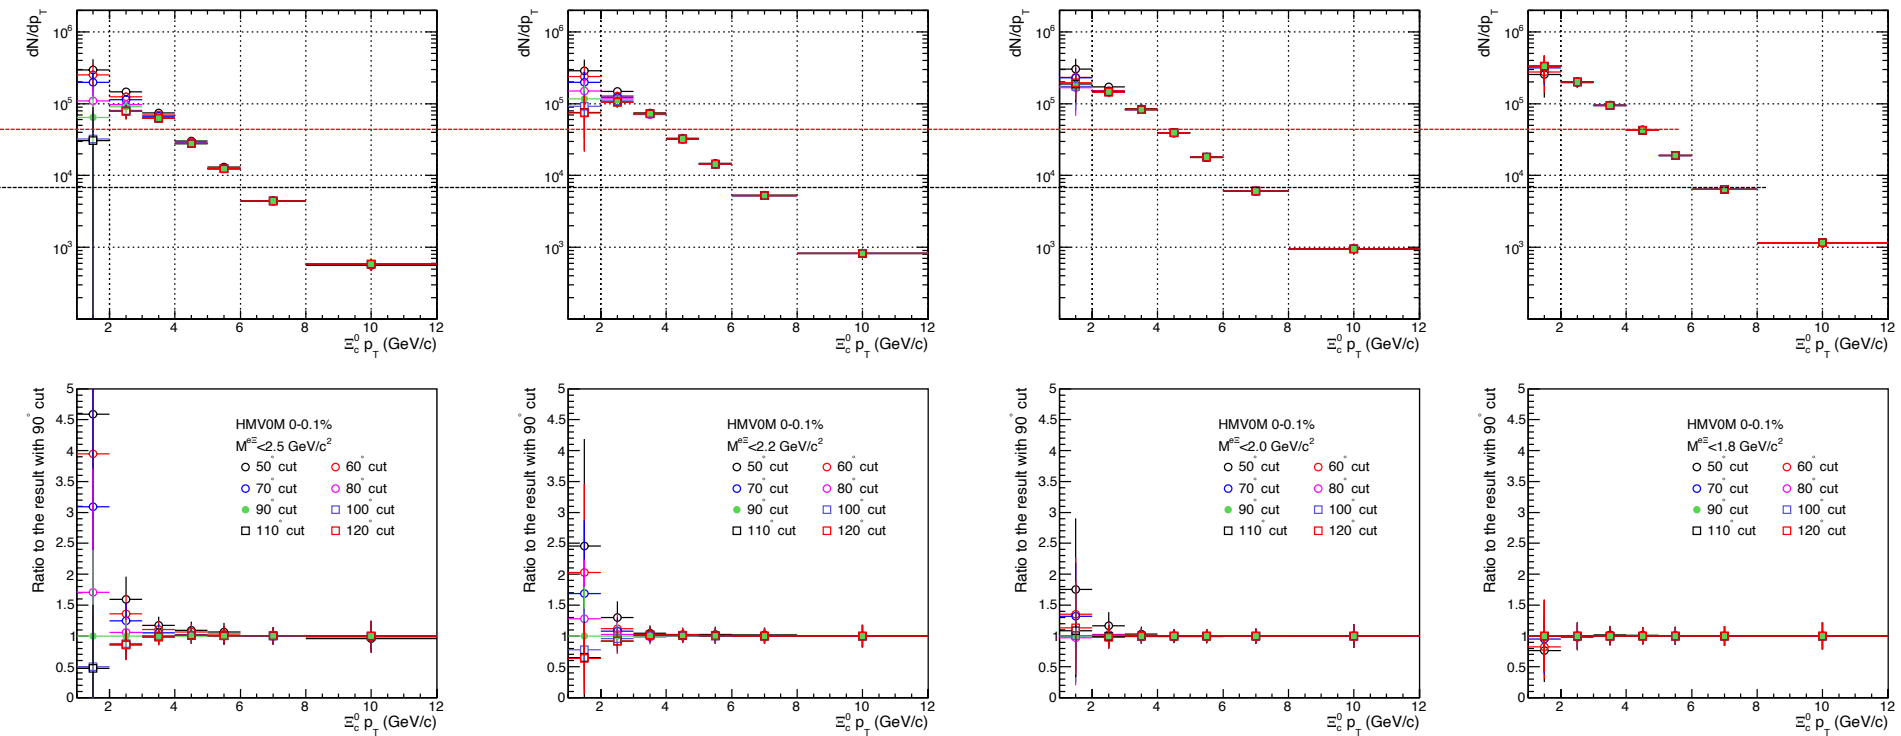 dN/dp_T
10^6
10^5
10^4
10^3
2 4 6 8 10 12
Ξ_c^0 p_T (GeV/c)
dN/dp_T
10^6
10^5
10^4
10^3
2 4 6 8 10 12
Ξ_c^0 p_T (GeV/c)
dN/dp_T
10^6
10^5
10^4
10^3
2 4 6 8 10 12
Ξ_c^0 p_T (GeV/c)
dN/dp_T
10^6
10^5
10^4
10^3
2 4 6 8 10 12
Ξ_c^0 p_T (GeV/c)
Ratio to the result with 90° cut
5
4.5
4
3.5
3
2.5
2
1.5
1
0.5
0
HMV0M 0-0.1%
M^eΞ<2.5 GeV/c^2
50° cut 60° cut
70° cut 80° cut
90° cut 100° cut
110° cut 120° cut
2 4 6 8 10 12
Ξ_c^0 p_T (GeV/c)
Ratio to the result with 90° cut
5
4.5
4
3.5
3
2.5
2
1.5
1
0.5
0
HMV0M 0-0.1%
M^eΞ<2.2 GeV/c^2
50° cut 60° cut
70° cut 80° cut
90° cut 100° cut
110° cut 120° cut
2 4 6 8 10 12
Ξ_c^0 p_T (GeV/c)
Ratio to the result with 90° cut
5
4.5
4
3.5
3
2.5
2
1.5
1
0.5
0
HMV0M 0-0.1%
M^eΞ<2.0 GeV/c^2
50° cut 60° cut
70° cut 80° cut
90° cut 100° cut
110° cut 120° cut
2 4 6 8 10 12
Ξ_c^0 p_T (GeV/c)
Ratio to the result with 90° cut
5
4.5
4
3.5
3
2.5
2
1.5
1
0.5
0
HMV0M 0-0.1%
M^eΞ<1.8 GeV/c^2
50° cut 60° cut
70° cut 80° cut
90° cut 100° cut
110° cut 120° cut
2 4 6 8 10 12
Ξ_c^0 p_T (GeV/c)